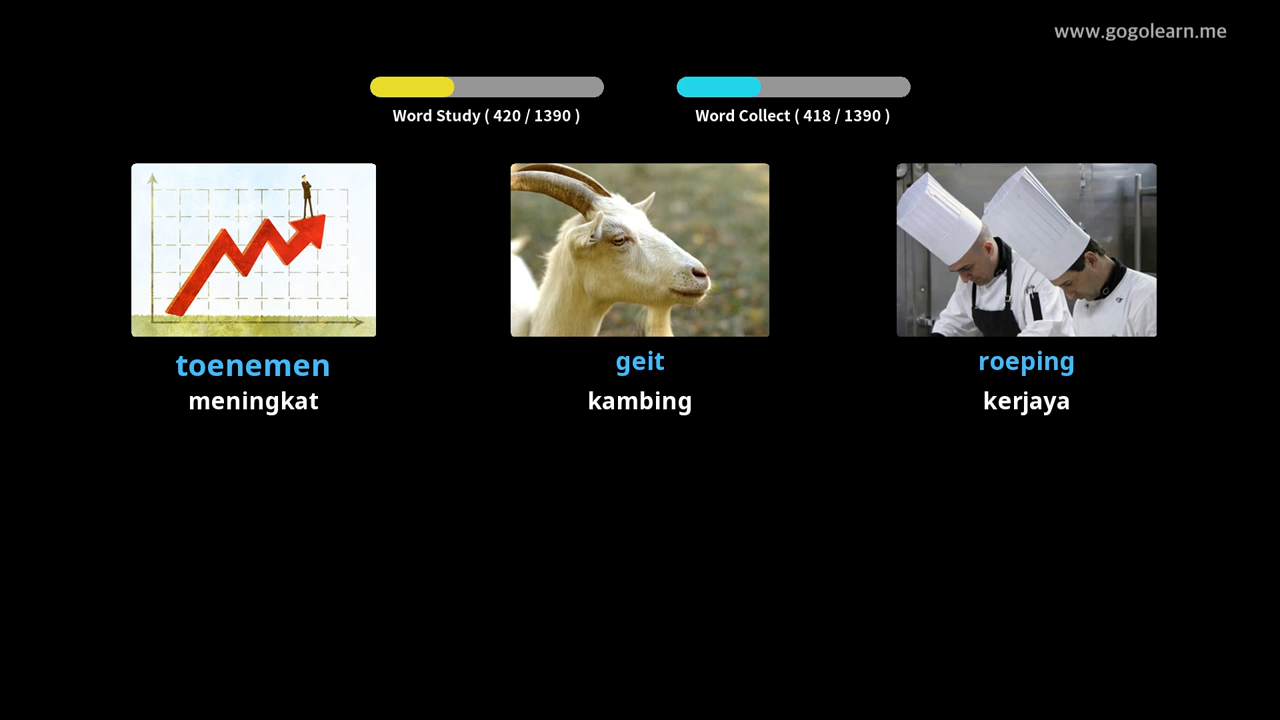 www.gogolearn.me
Word Study ( 420 / 1390 )
Word Collect ( 418 / 1390 )
toenemen
meningkat
geit
kambing
roeping
kerjaya